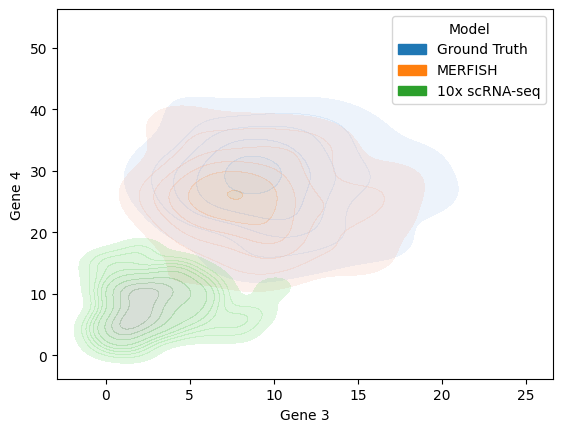 Model
Ground Truth
MERFISH
10x scRNA-seq
50
40
30
20
10
0
Gene 4
0 5 10 15 20 25
Gene 3